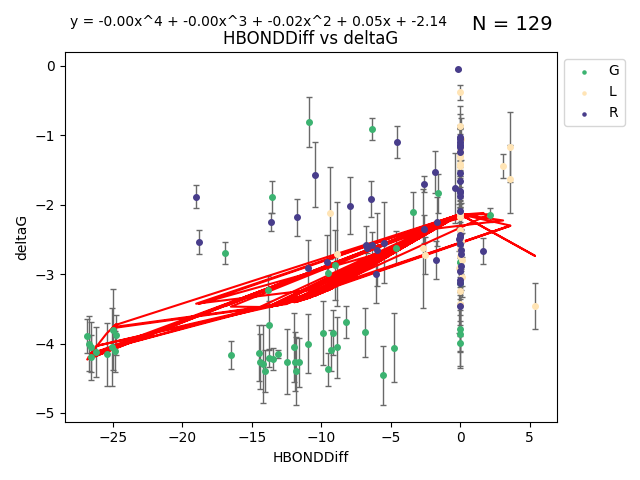 y = -0.00x^4 + -0.00x^3 + -0.02x^2 + 0.05x + -2.14
N = 129
HBONDDiff vs deltaG
G
L
R
deltaG
0
−1
−2
−3
−4
−5
−25 −20 −15 −10 −5 0 5
HBONDDiff